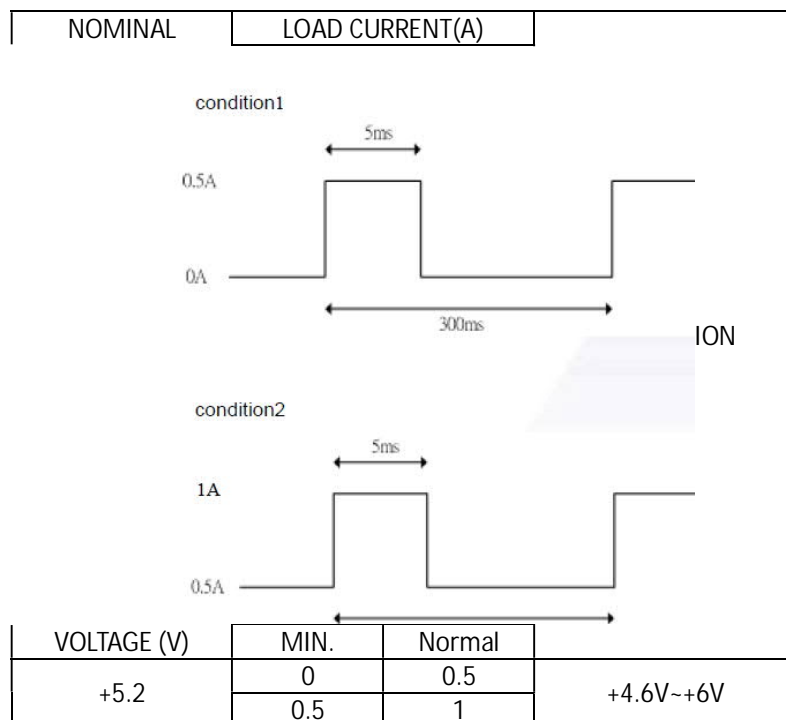 NOMINAL LOAD CURRENT(A)
condition1
5ms
0.5A
0A
300ms
ION
condition2
5ms
1A
0.5A
VOLTAGE (V) MIN. Normal
+5.2 0 0.5 +4.6V~+6V
0.5 1